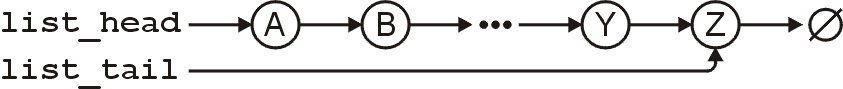 list_head A B ••• Y Z ∅
list_tail